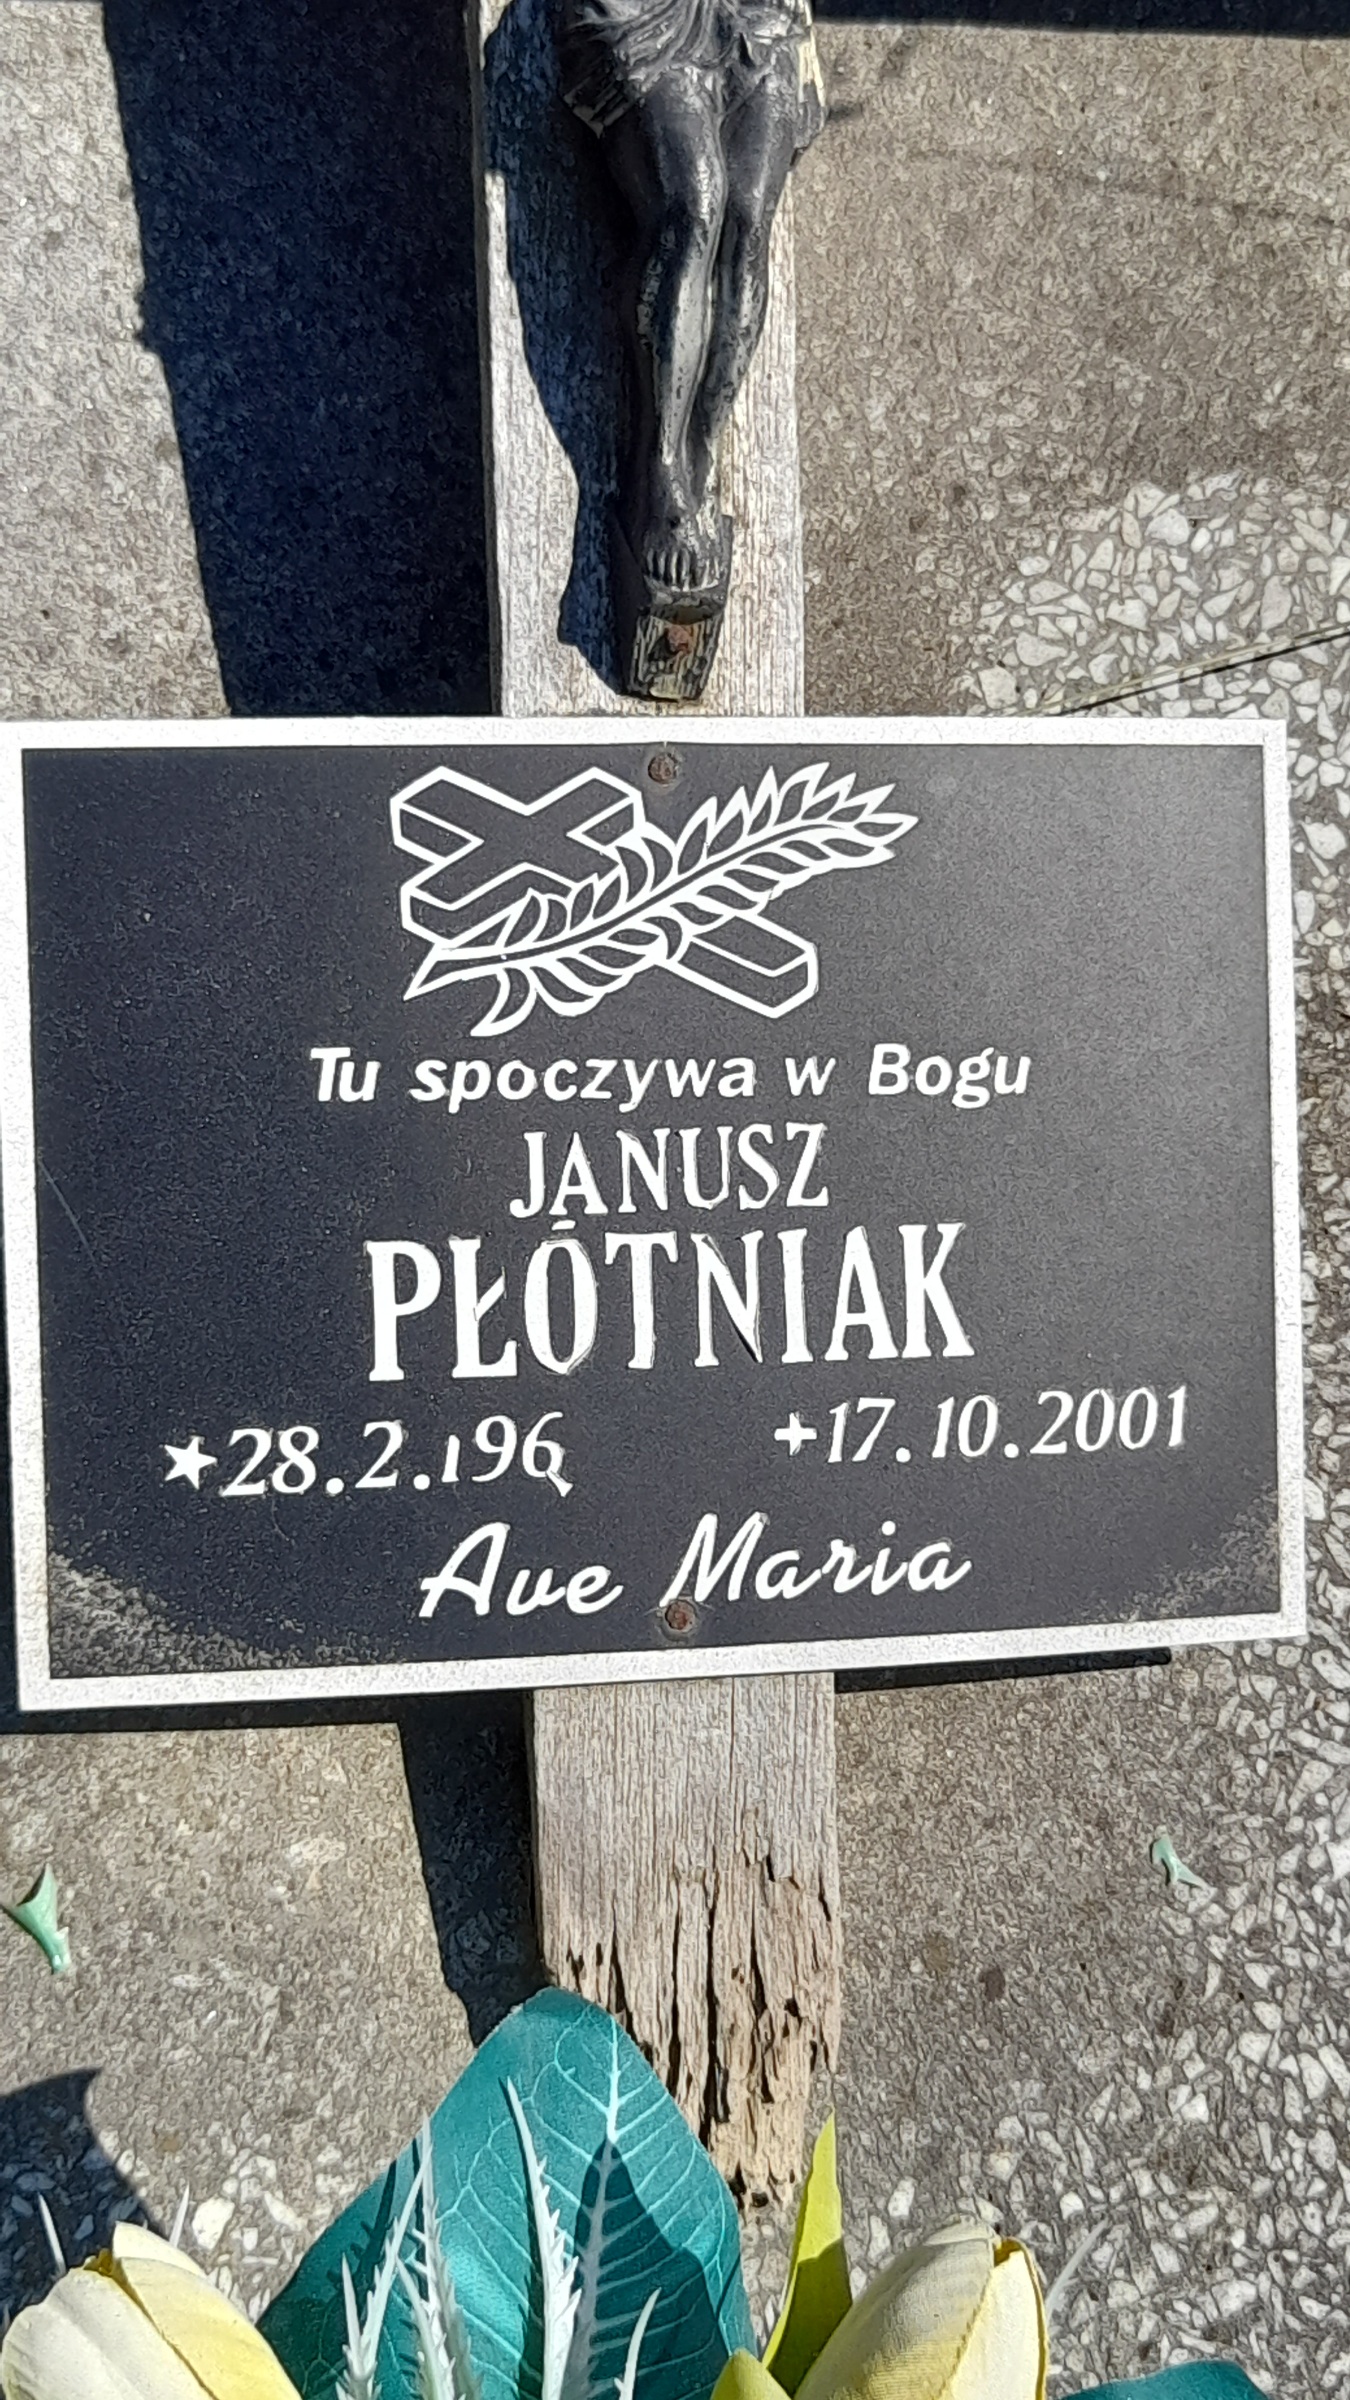 Tu spoczywa w Bogu
JANUSZ
PŁÓTNIAK
★28.2.196 +17.10.2001
Ave Maria